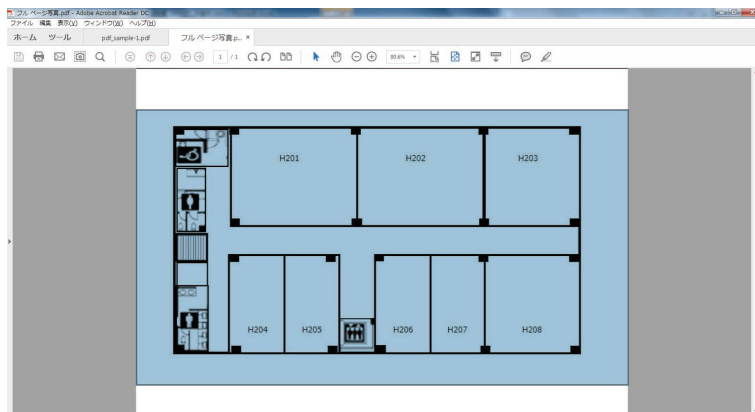 フル ページ写真.pdf - Adobe Acrobat Reader DC
ファイル 編集 表示(V) ウィンドウ(W) ヘルプ(H)
ホーム ツール pdf_sample-1.pdf フル ページ写真.p... ×
1 / 1 80.6%
H201 H202 H203
H204 H205 H206 H207 H208